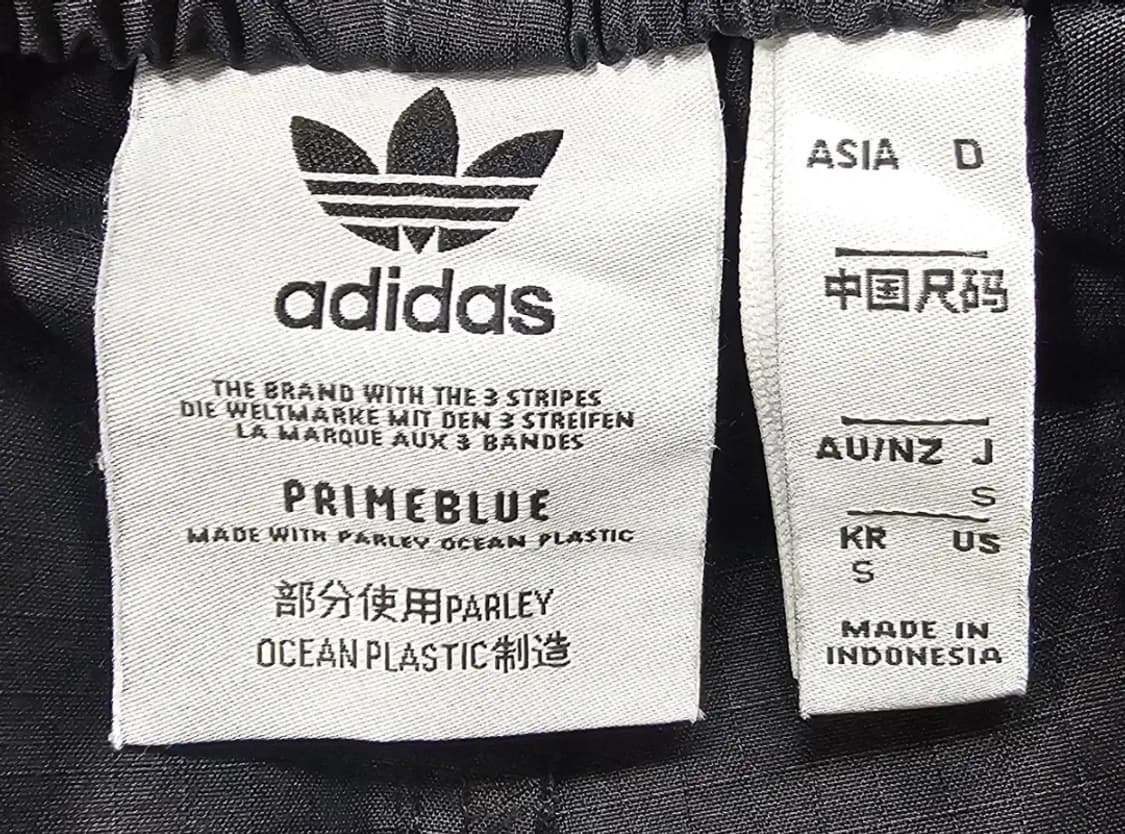 adidas
THE BRAND WITH THE 3 STRIPES
DIE WELTMARKE MIT DEN 3 STREIFEN
LA MARQUE AUX 3 BANDES
PRIMEBLUE
MADE WITH PARLEY OCEAN PLASTIC
部分使用PARLEY
OCEAN PLASTIC制造
ASIA D
中国尺码
AU/NZ J
S
KR US
S
MADE IN
INDONESIA